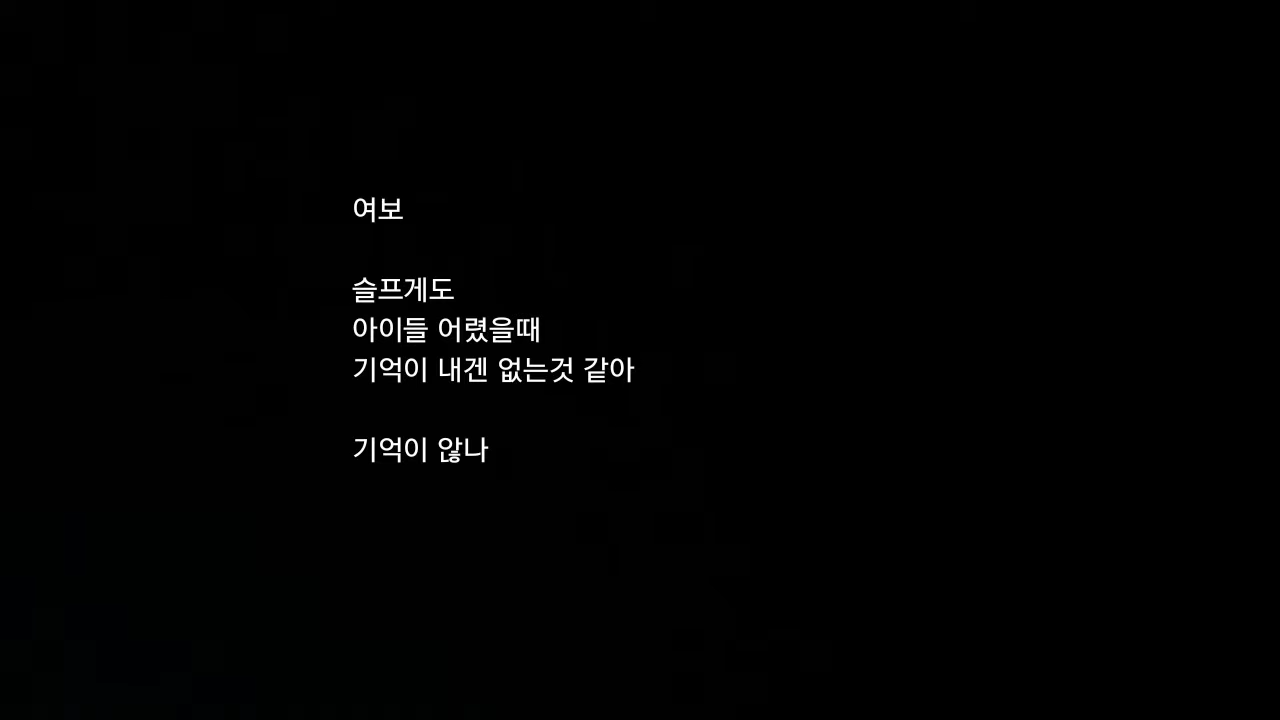 여보
슬프게도
아이들 어렸을때
기억이 내겐 없는것 같아
기억이 않나